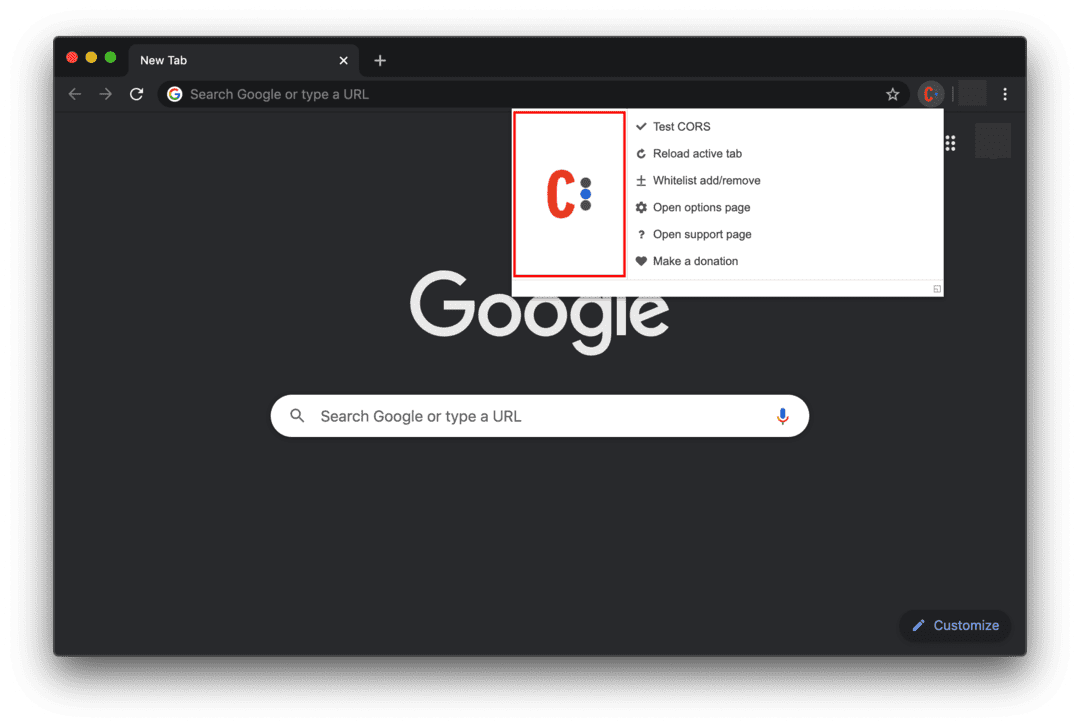 New Tab
Search Google or type a URL
Test CORS
Reload active tab
Whitelist add/remove
Open options page
? Open support page
Make a donation
Google
Search Google or type a URL
Customize